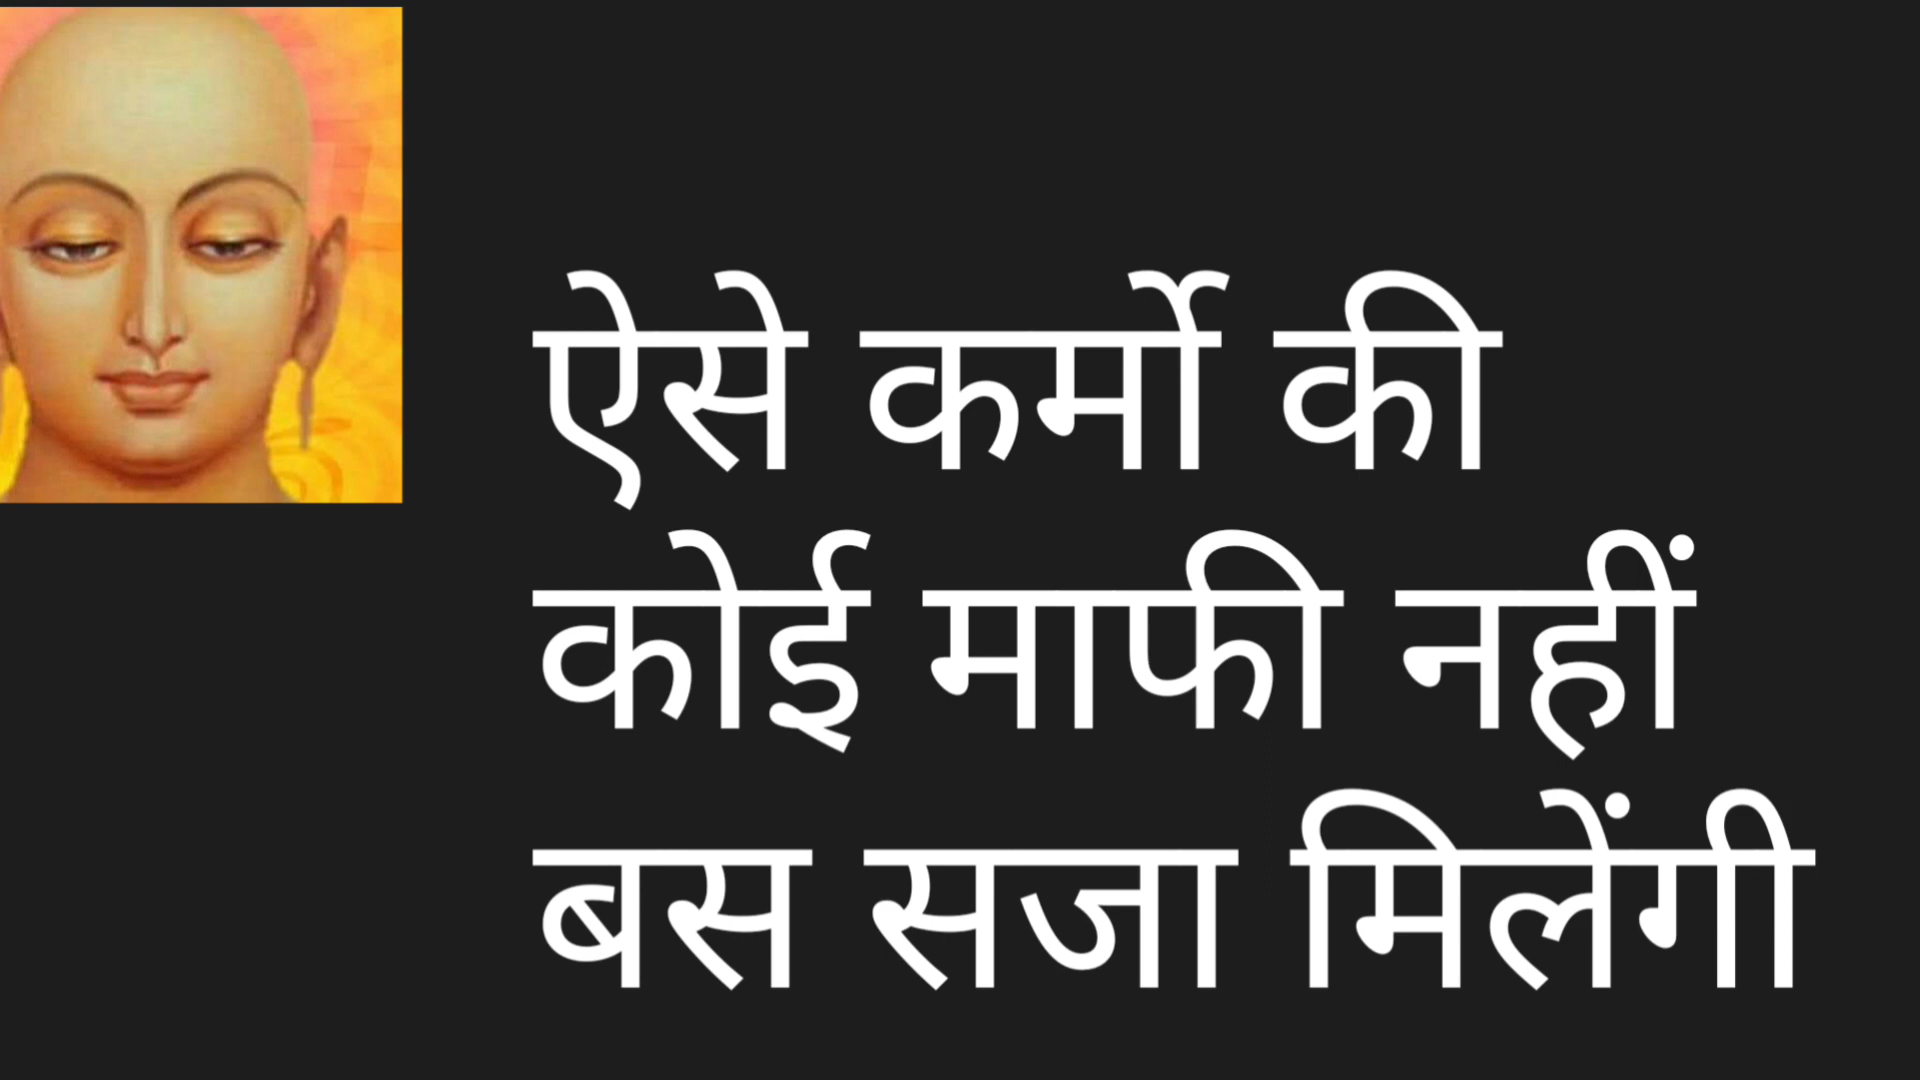 ऐसे कर्मो की
कोई माफी नहीं
बस सजा मिलेंगी